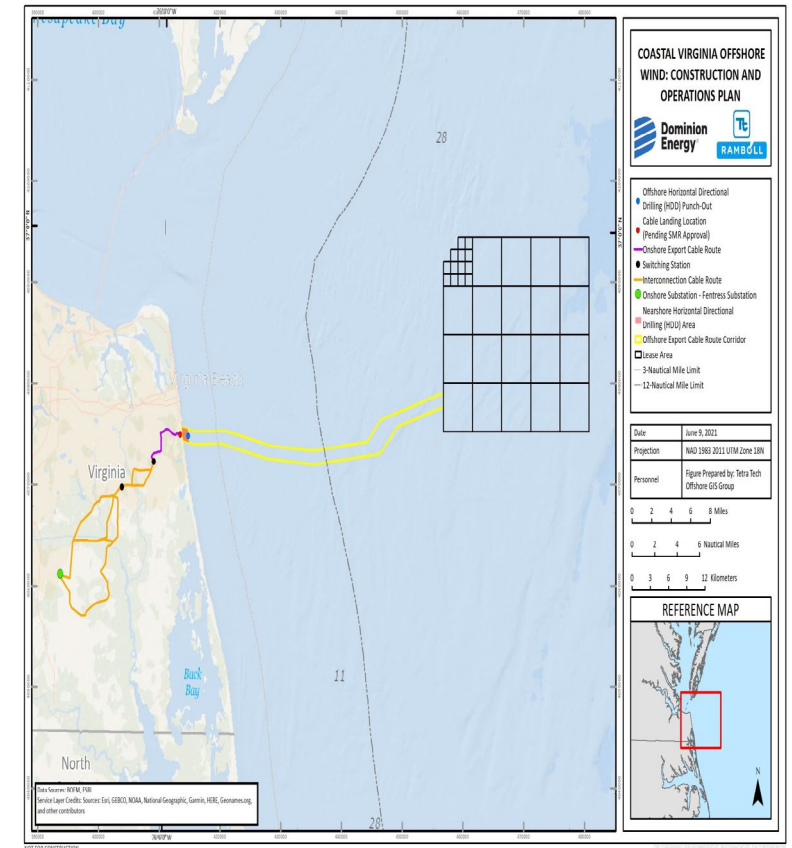 COASTAL VIRGINIA OFFSHORE
WIND: CONSTRUCTION AND
OPERATIONS PLAN
Dominion
Energy®
Tt
RAMBOLL
Offshore Horizontal Directional
Drilling (HDD) Punch-Out
Cable Landing Location
(Pending SMR Approval)
Onshore Export Cable Route
Switching Station
Interconnection Cable Route
Onshore Substation - Fentress Substation
Nearshore Horizontal Directional
Drilling (HDD) Area
Offshore Export Cable Route Corridor
Lease Area
3-Nautical Mile Limit
12-Nautical Mile Limit
Date June 9, 2021
Projection NAD 1983 2011 UTM Zone 18N
Personnel Figure Prepared by: Tetra Tech
Offshore GIS Group
0 2 4 6 8 Miles
0 2 4 6 Nautical Miles
0 3 6 9 12 Kilometers
REFERENCE MAP
N
28
Virginia Beach
Virginia
Back
Bay
11
North
28
Data Sources: BOEM, ESRI
Service Layer Credits: Sources: Esri, GEBCO, NOAA, National Geographic, Garmin, HERE, Geonames.org,
and other contributors
NOT FOR CONSTRUCTION